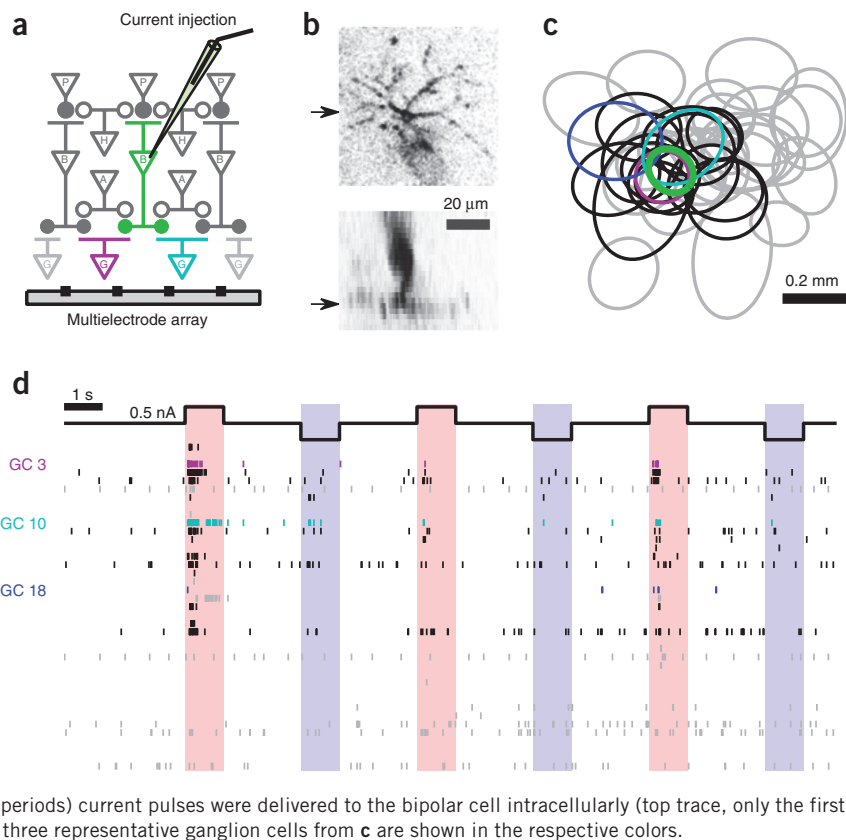 a
Current injection
P P P
H H
B B B
A A
G G G G
Multielectrode array
b
20 µm
c
0.2 mm
d
1 s
0.5 nA
GC 3
GC 10
GC 18
periods) current pulses were delivered to the bipolar cell intracellularly (top trace, only the first
three representative ganglion cells from c are shown in the respective colors.